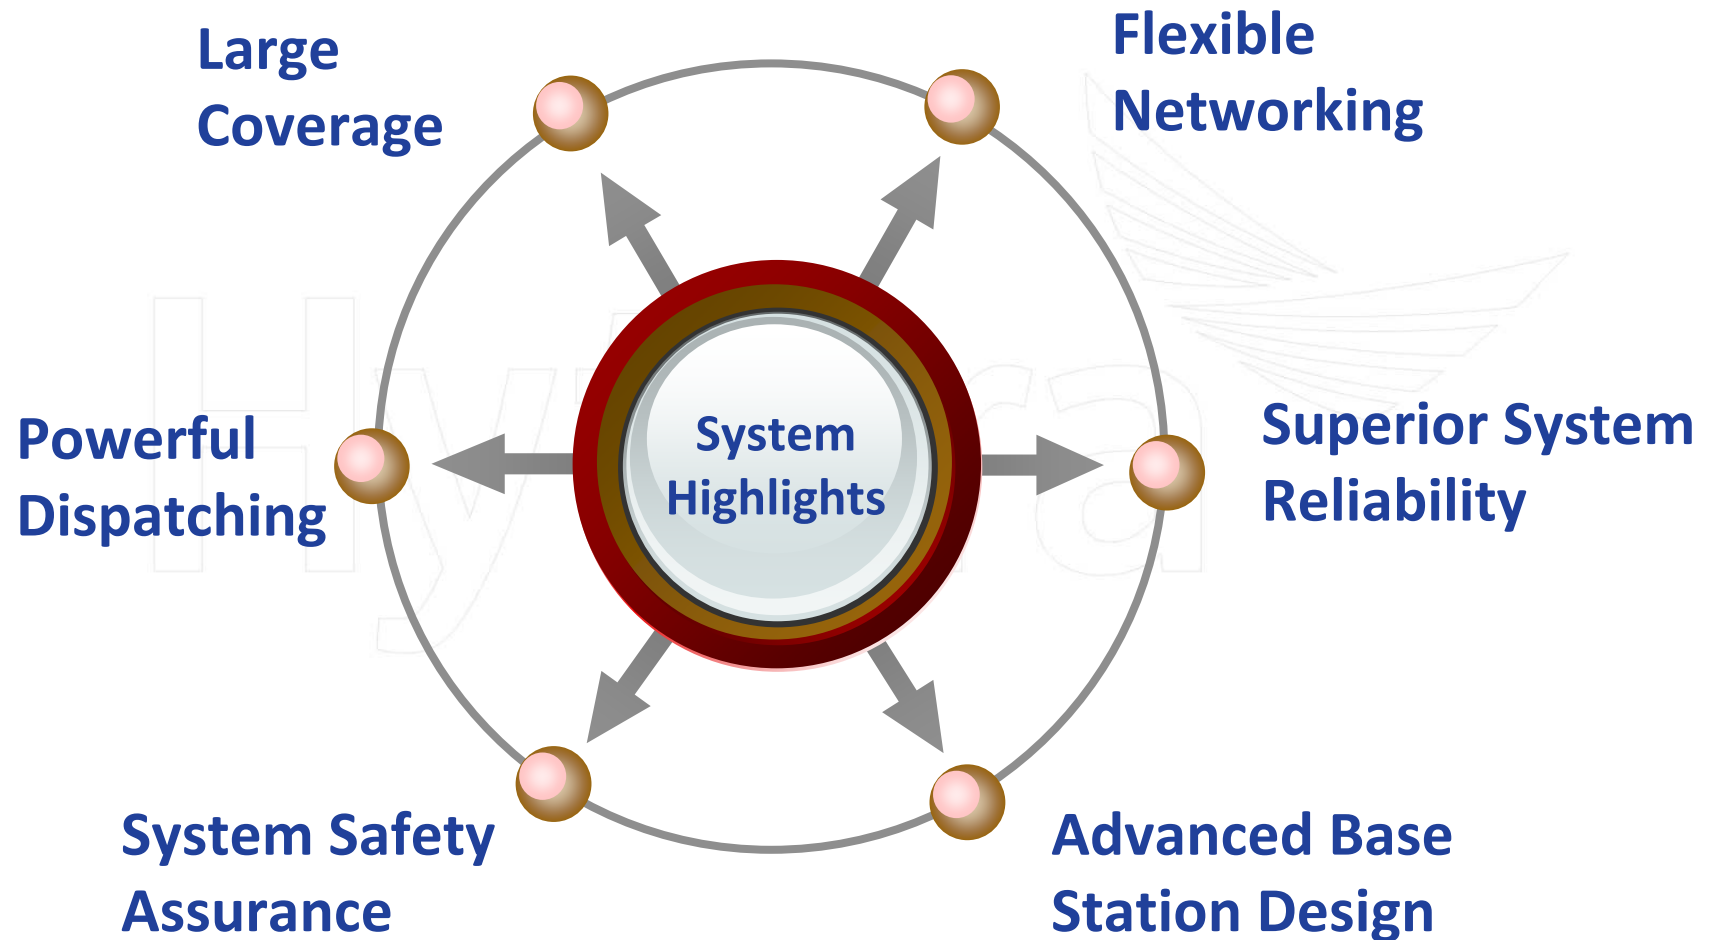 Large
Coverage
Flexible
Networking
Powerful
Dispatching
System
Highlights
Superior System
Reliability
System Safety
Assurance
Advanced Base
Station Design